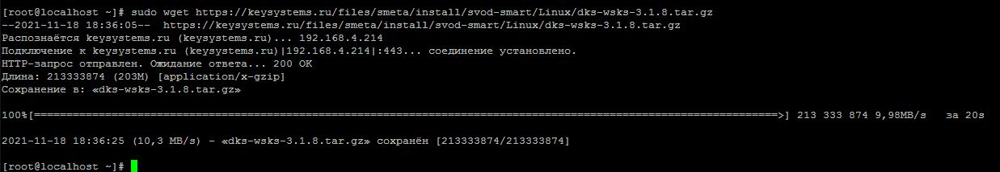 [root@localhost ~]# sudo wget https://keysystems.ru/files/smeta/install/svod-smart/Linux/dks-wsks-3.1.8.tar.gz
--2021-11-18 18:36:05--  https://keysystems.ru/files/smeta/install/svod-smart/Linux/dks-wsks-3.1.8.tar.gz
Распознаётся keysystems.ru (keysystems.ru)... 192.168.4.214
Подключение к keysystems.ru (keysystems.ru)|192.168.4.214|:443... соединение установлено.
HTTP-запрос отправлен. Ожидание ответа... 200 OK
Длина: 213333874 (203M) [application/x-gzip]
Сохранение в: «dks-wsks-3.1.8.tar.gz»
100%[===================================================================================================================>] 213 333 874 9,98MB/s   за 20s
2021-11-18 18:36:25 (10,3 MB/s) - «dks-wsks-3.1.8.tar.gz» сохранён [213333874/213333874]
[root@localhost ~]#